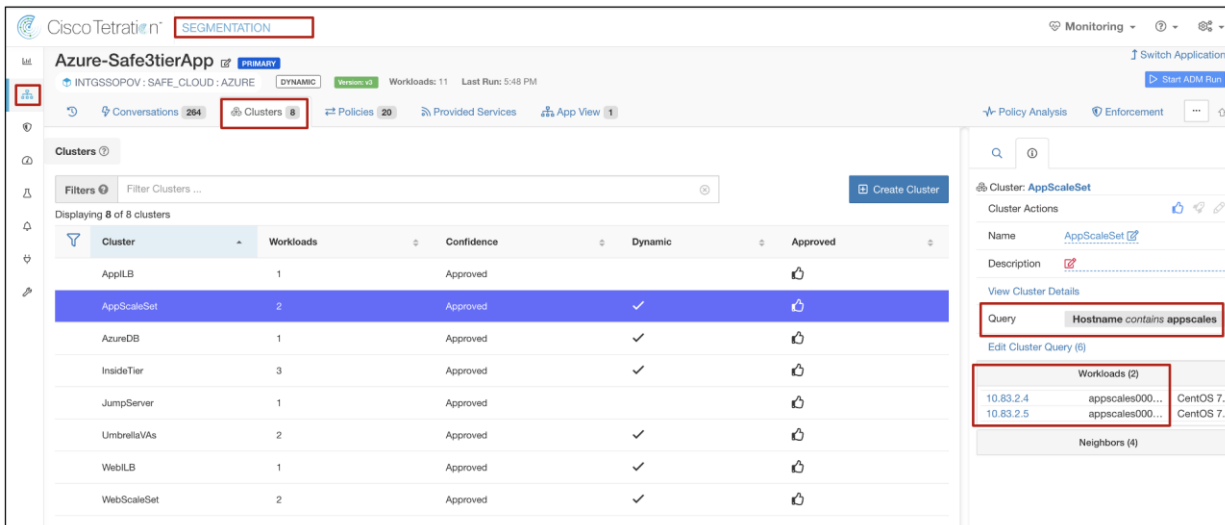 Cisco Tetration™ SEGMENTATION Monitoring
Azure-Safe3tierApp PRIMARY
Switch Application
INTGSSOPOV : SAFE_CLOUD : AZURE DYNAMIC Version: v3 Workloads: 11 Last Run: 5:48 PM
Start ADM Run
Conversations 264 Clusters 8 Policies 20 Provided Services App View 1 Policy Analysis Enforcement ...
Clusters
Filters Filter Clusters ... Create Cluster
Displaying 8 of 8 clusters
Cluster Workloads Confidence Dynamic Approved
AppILB 1 Approved
AppScaleSet 2 Approved
AzureDB 1 Approved
InsideTier 3 Approved
JumpServer 1 Approved
UmbrellaVAs 2 Approved
WebILB 1 Approved
WebScaleSet 2 Approved
Cluster: AppScaleSet
Cluster Actions
Name AppScaleSet
Description
View Cluster Details
Query Hostname contains appscales
Edit Cluster Query (6)
Workloads (2)
10.83.2.4 appscales000... CentOS 7.
10.83.2.5 appscales000... CentOS 7.
Neighbors (4)